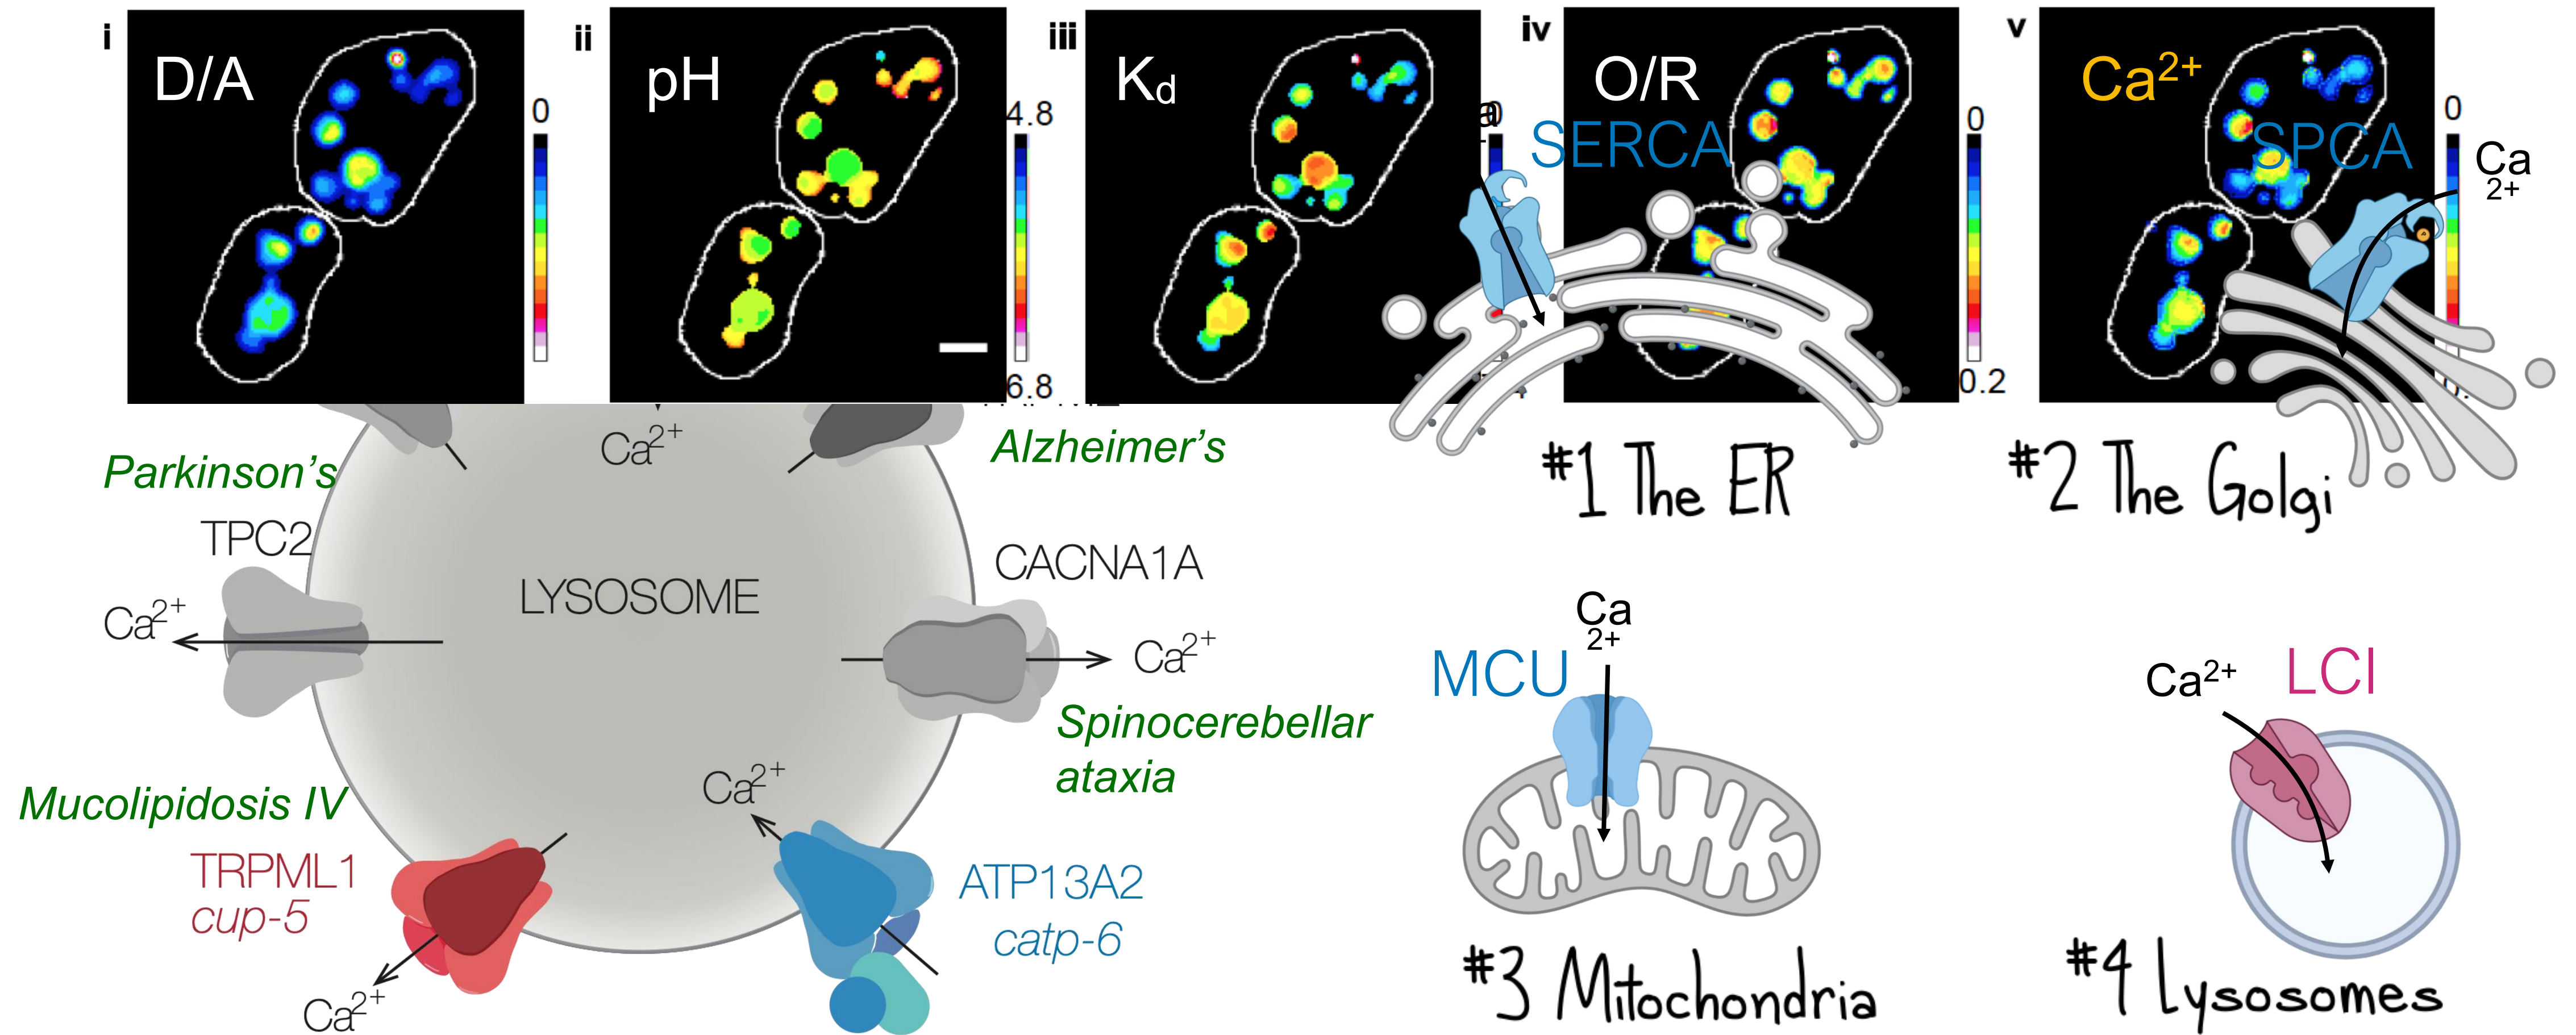 i
D/A
0
ii
pH
4.8
6.8
iii
Kd
0
iv
O/R
0
0.2
v
Ca2+
0
SERCA
SPCA
Ca
2+
Ca2+
Parkinson's
Alzheimer's
TPC2
Ca2+
LYSOSOME
CACNA1A
Ca2+
Spinocerebellar
ataxia
Mucolipidosis IV
TRPML1
cup-5
Ca2+
Ca2+
ATP13A2
catp-6
#1 The ER
#2 The Golgi
Ca
2+
MCU
#3 Mitochondria
Ca2+
LCI
#4 Lysosomes